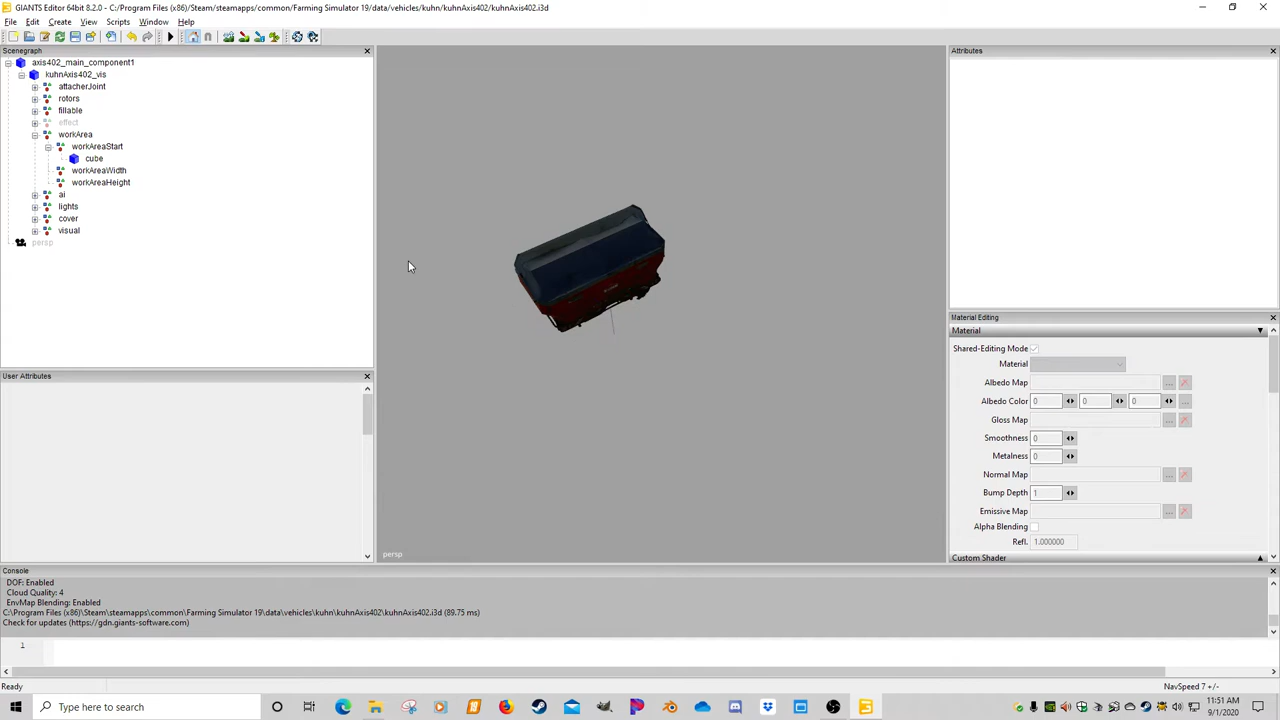 GIANTS Editor 64bit 8.2.0 - C:/Program Files (x86)/Steam/steamapps/common/Farming Simulator 19/data/vehicles/kuhn/kuhnAxis402/kuhnAxis402.i3d
File Edit Create View Scripts Window Help
Scenegraph
axis402_main_component1
kuhnAxis402_vis
attacherJoint
rotors
fillable
effect
workArea
workAreaStart
cube
workAreaWidth
workAreaHeight
ai
lights
cover
visual
persp
User Attributes
persp
Attributes
Material Editing
Material
Shared-Editing Mode
Material
Albedo Map
Albedo Color 0 0 0
Gloss Map
Smoothness 0
Metalness 0
Normal Map
Bump Depth 1
Emissive Map
Alpha Blending
Refl. 1.000000
Custom Shader
Console
DOF: Enabled
Cloud Quality: 4
EnvMap Blending: Enabled
C:\Program Files (x86)\Steam\steamapps\common\Farming Simulator 19\data\vehicles\kuhn\kuhnAxis402\kuhnAxis402.i3d (89.75 ms)
Check for updates (https://gdn.giants-software.com)
1
Ready
NavSpeed 7 +/-
Type here to search
11:51 AM
9/1/2020